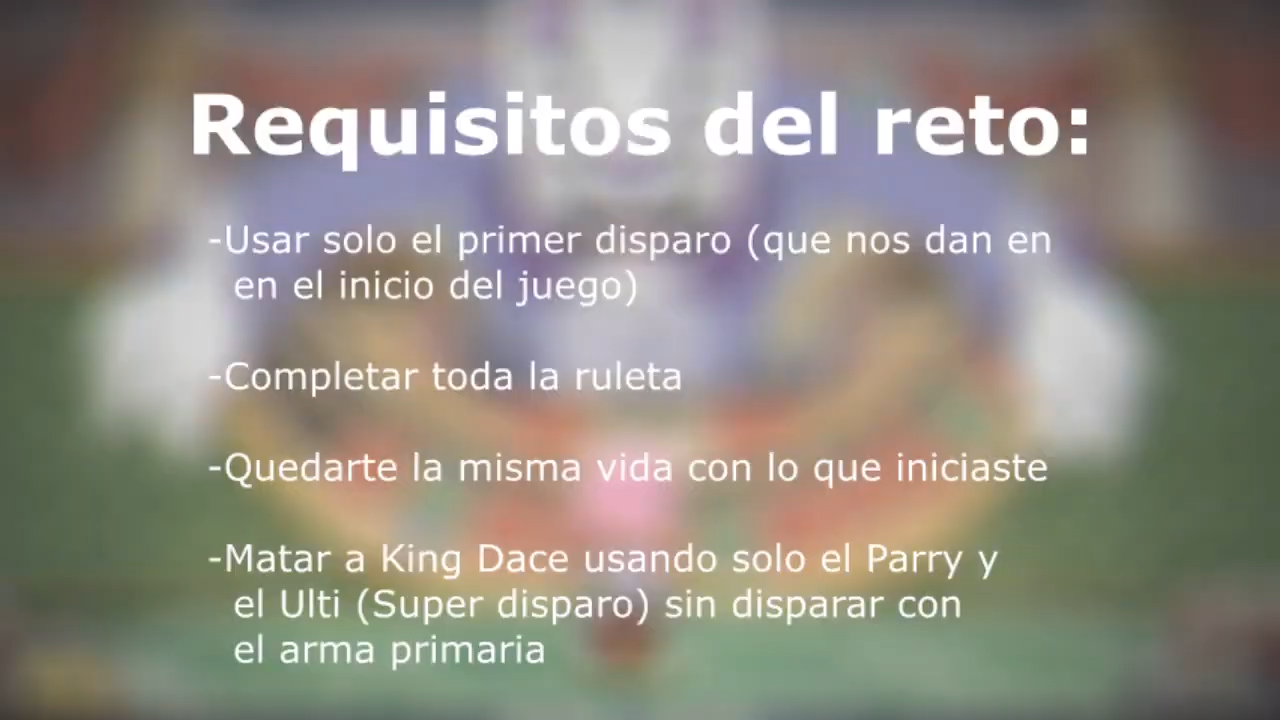 Requisitos del reto:
-Usar solo el primer disparo (que nos dan en
en el inicio del juego)
-Completar toda la ruleta
-Quedarte la misma vida con lo que iniciaste
-Matar a King Dace usando solo el Parry y
el Ulti (Super disparo) sin disparar con
el arma primaria